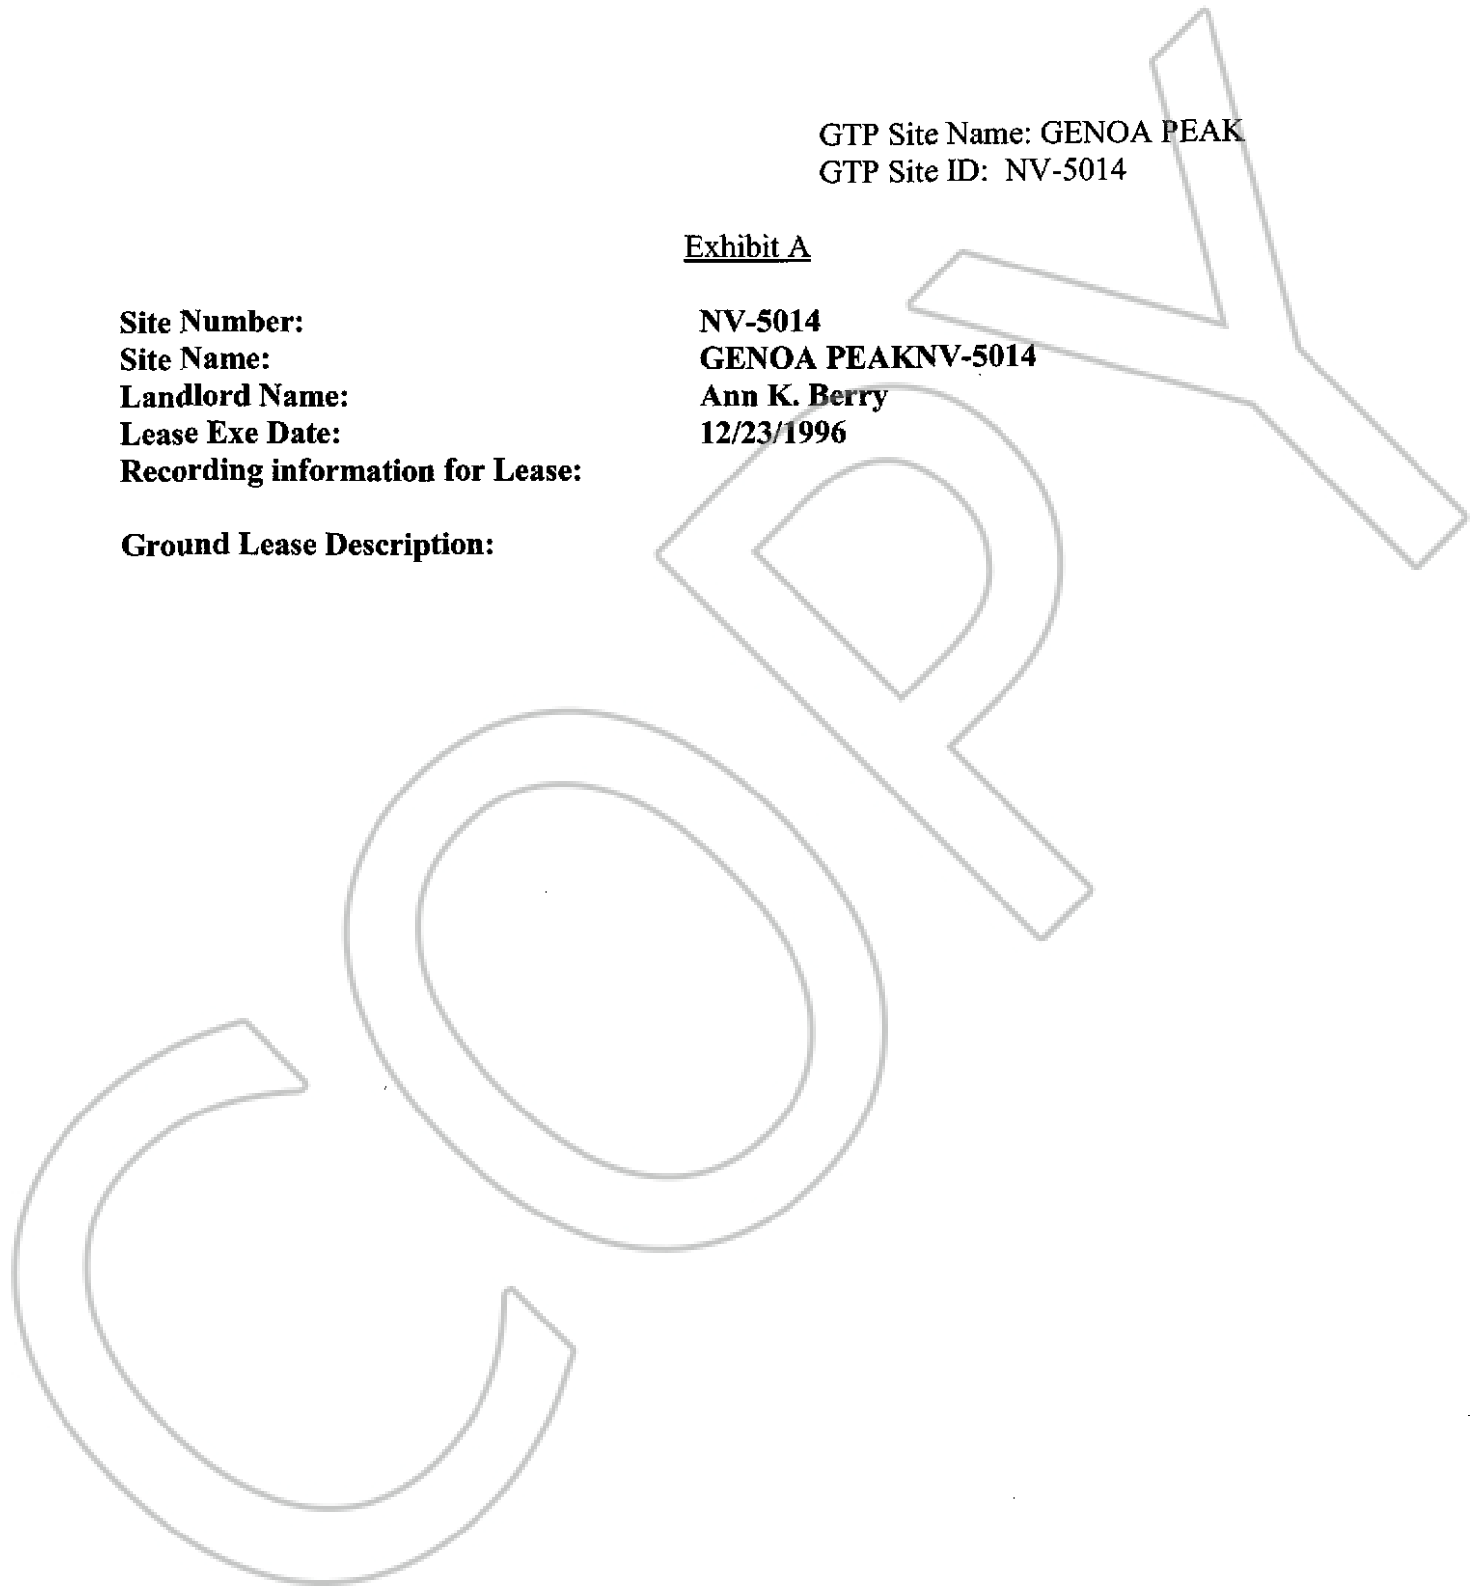 GTP Site Name: GENOA PEAK
GTP Site ID: NV-5014
Exhibit A
Site Number: NV-5014
Site Name: GENOA PEAKNV-5014
Landlord Name: Ann K. Berry
Lease Exe Date: 12/23/1996
Recording information for Lease:
Ground Lease Description:
COPY